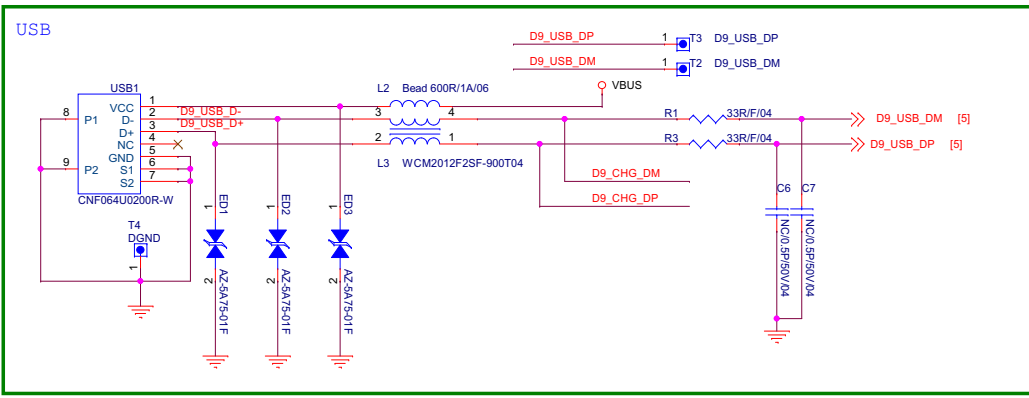 USB
D9_USB_DP 1 T3 D9_USB_DP
D9_USB_DM 1 T2 D9_USB_DM
USB1 L2 Bead 600R/1A/06 VBUS
VCC 1
8 P1 D- 2 D9_USB_D- 3 4 R1 33R/F/04 D9_USB_DM [5]
D+ 3 D9_USB_D+
NC 4 2 1 R3 33R/F/04 D9_USB_DP [5]
GND 5
9 P2 S1 6 L3 WCM2012F2SF-900T04
S2 7 D9_CHG_DM
CNF064U0200R-W D9_CHG_DP
C6 C7
T4
DGND
1
1 ED1 2 AZ-5A75-01F
1 ED2 2 AZ-5A75-01F
1 ED3 2 AZ-5A75-01F
NC/0.5P/50V/04
NC/0.5P/50V/04